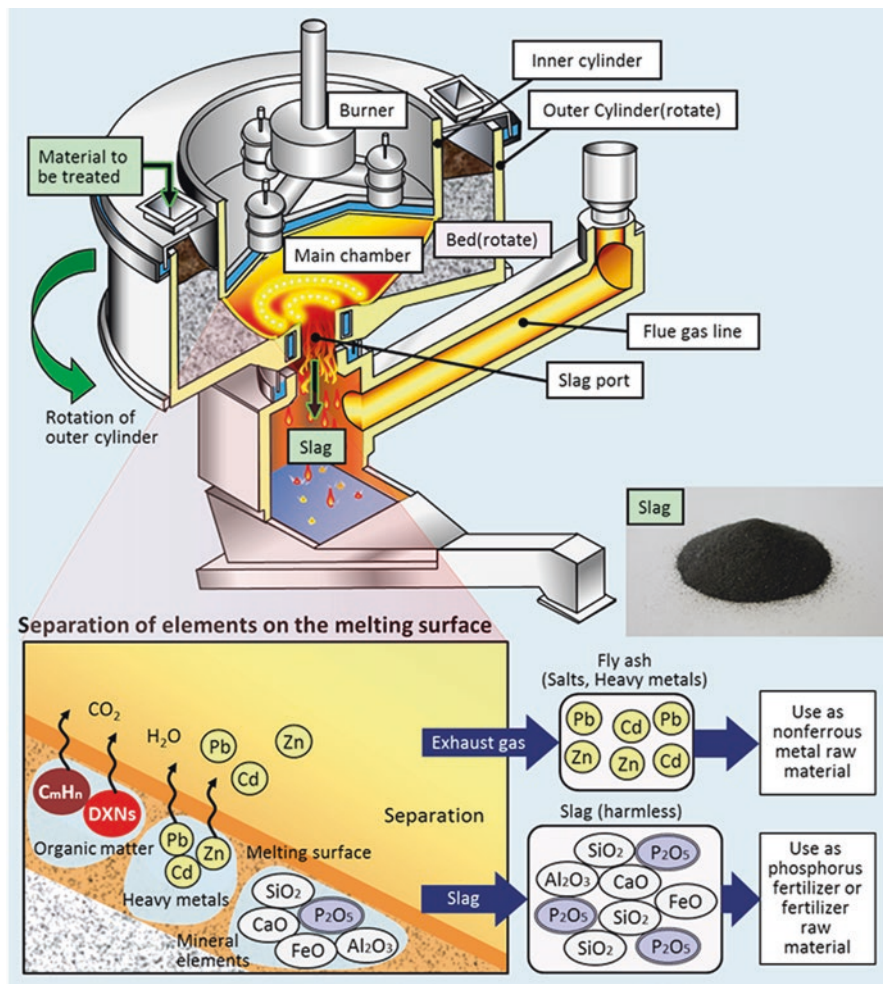 Inner cylinder
Burner
Outer Cylinder(rotate)
Material to
be treated
Bed(rotate)
Main chamber
Flue gas line
Slag port
Rotation of
outer cylinder
Slag
Slag
Separation of elements on the melting surface
Fly ash
(Salts, Heavy metals)
CO₂
H₂O
Pb
Zn
Cd
Exhaust gas
Pb Cd Pb
Zn Zn Cd
Use as
nonferrous
metal raw
material
CmHn
DXNs
Organic matter
Separation
Pb
Zn
Cd
Heavy metals
Melting surface
Slag (harmless)
SiO₂
CaO
P₂O₅
FeO
Al₂O₃
Mineral
elements
Slag
SiO₂ P₂O₅
Al₂O₃ CaO
FeO
P₂O₅ SiO₂
SiO₂ P₂O₅
Use as
phosphorus
fertilizer or
fertilizer
raw
material